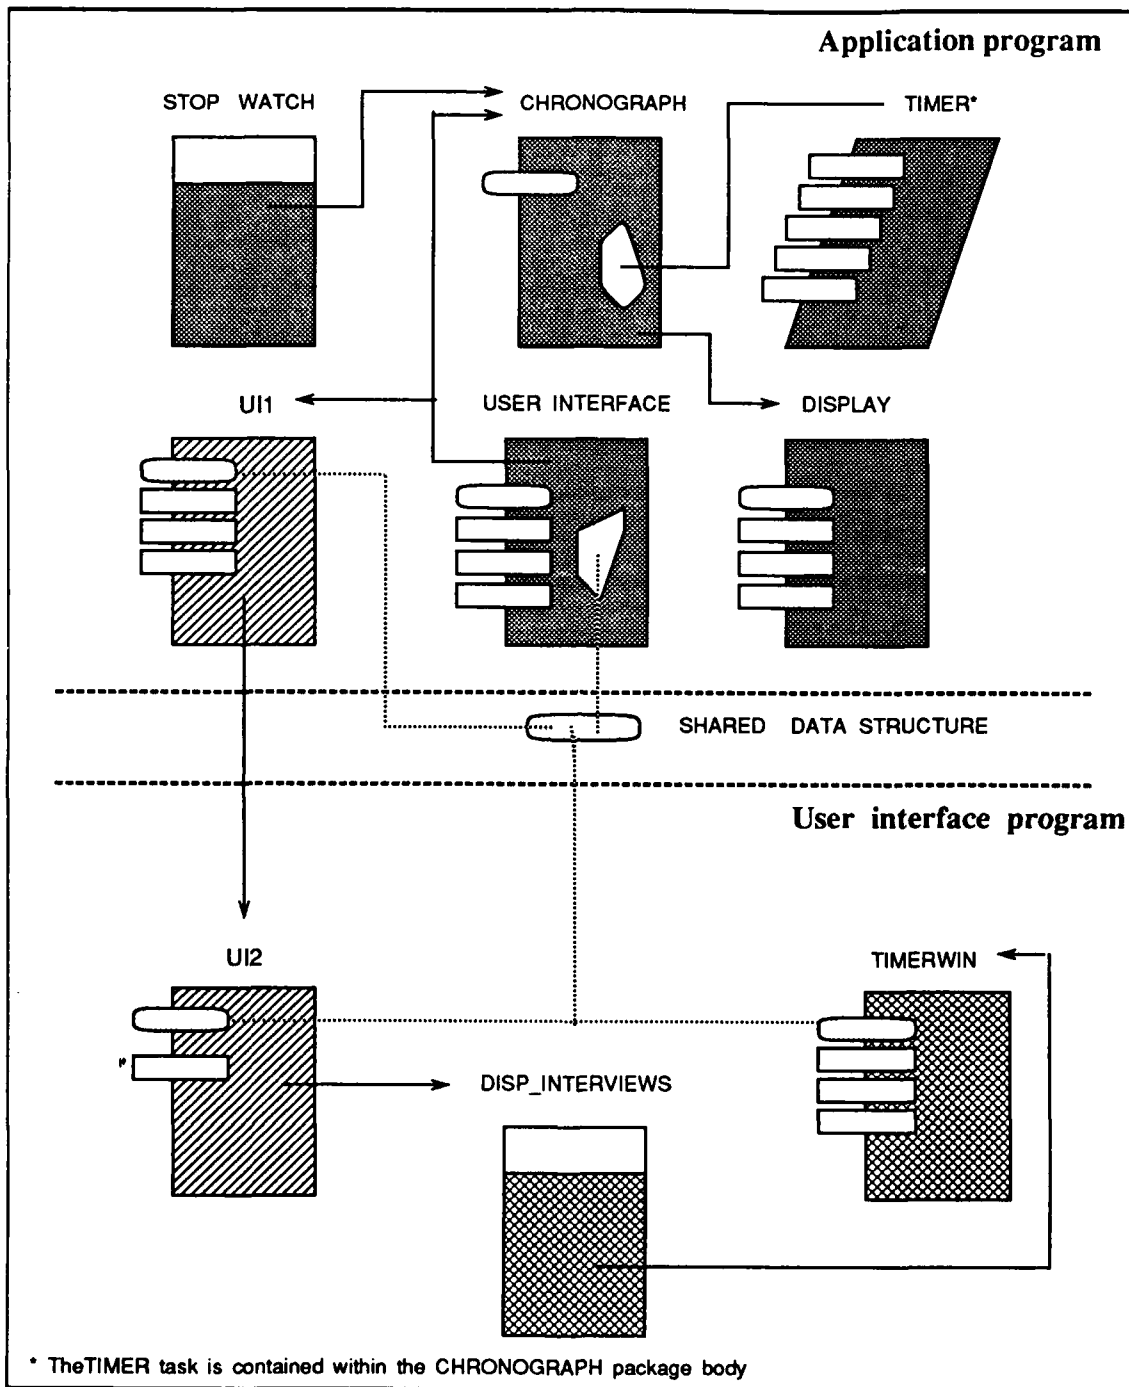 Application program
STOP WATCH
CHRONOGRAPH
TIMER*
UI1
USER INTERFACE
DISPLAY
SHARED DATA STRUCTURE
User interface program
UI2
TIMERWIN
DISP_INTERVIEWS
* TheTIMER task is contained within the CHRONOGRAPH package body